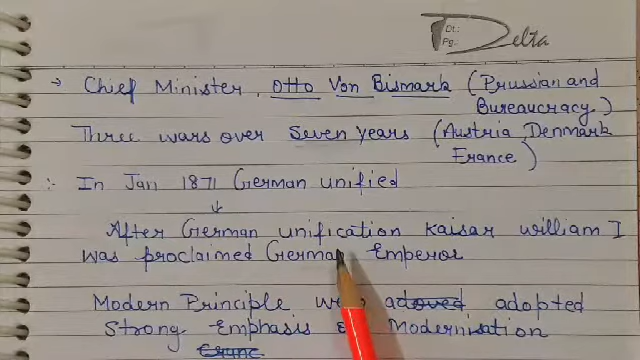 Dt.:
Pg.:
Delta
→ Chief Minister, Otto Von Bismark (Prussian and
Bureaucracy.)
Three wars over Seven years (Austria Denmark
France)
∴ In Jan 1871 German unified
↓
After German unification Kaisar william I
was proclaimed German Emperor
Modern Principle adopted
Strong Emphasis Modernisation